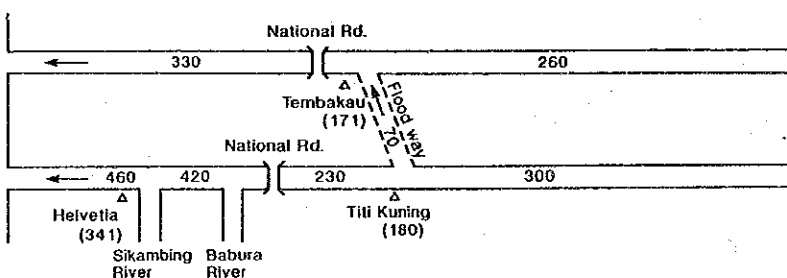 National Rd.
330
260
Tembakau
(171)
Flood way
70
National Rd.
460
420
230
300
Helvetia
(341)
Titi Kuning
(180)
Sikambing
River
Babura
River